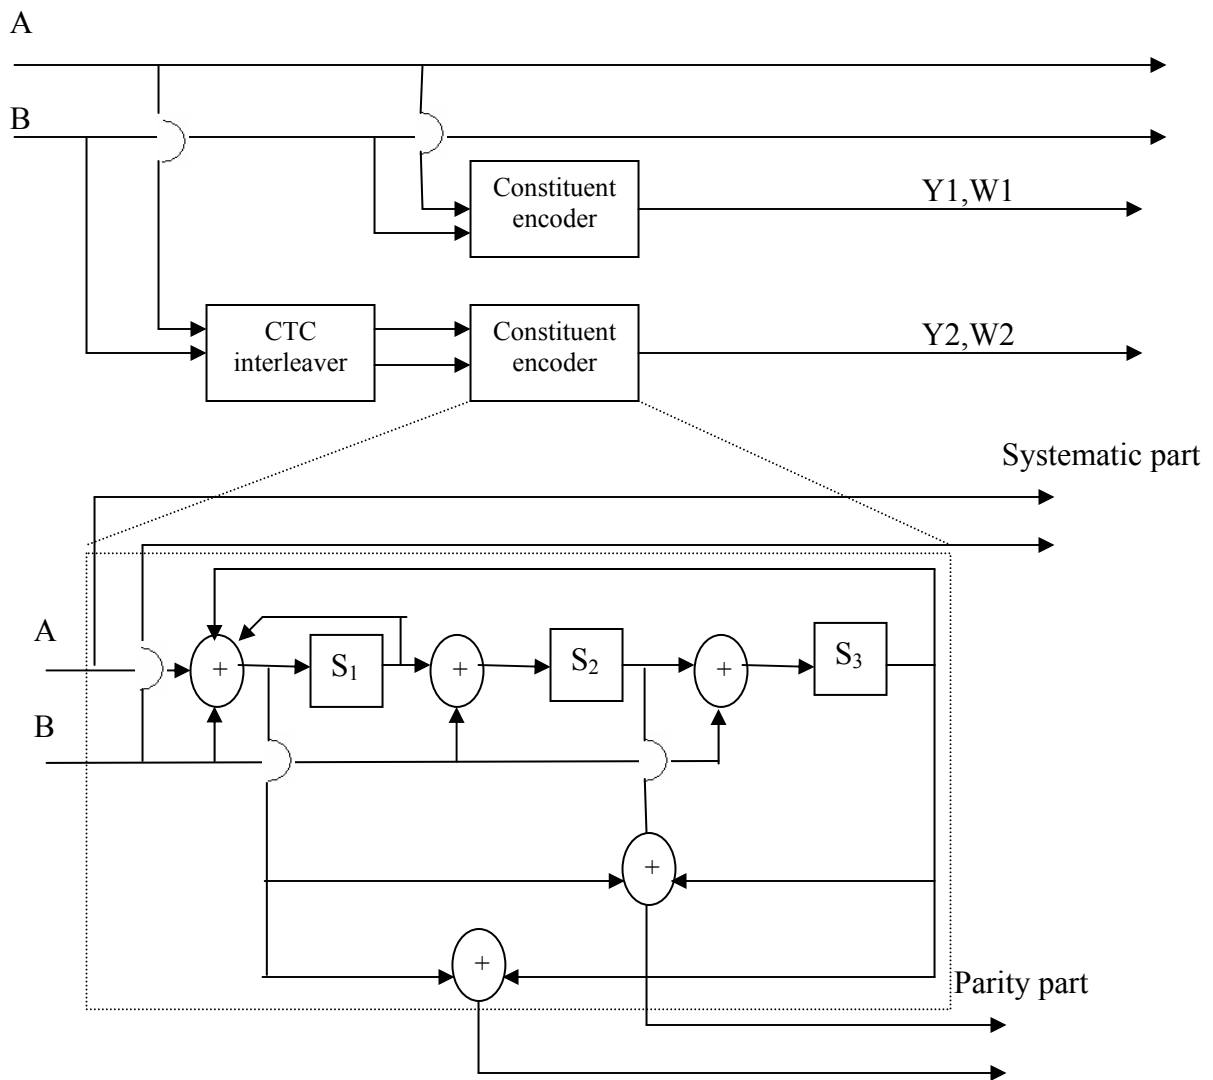 A
B
Constituent
encoder
Y1,W1
CTC
interleaver
Constituent
encoder
Y2,W2
Systematic part
A
+
S1
+
S2
+
S3
B
+
+
Parity part